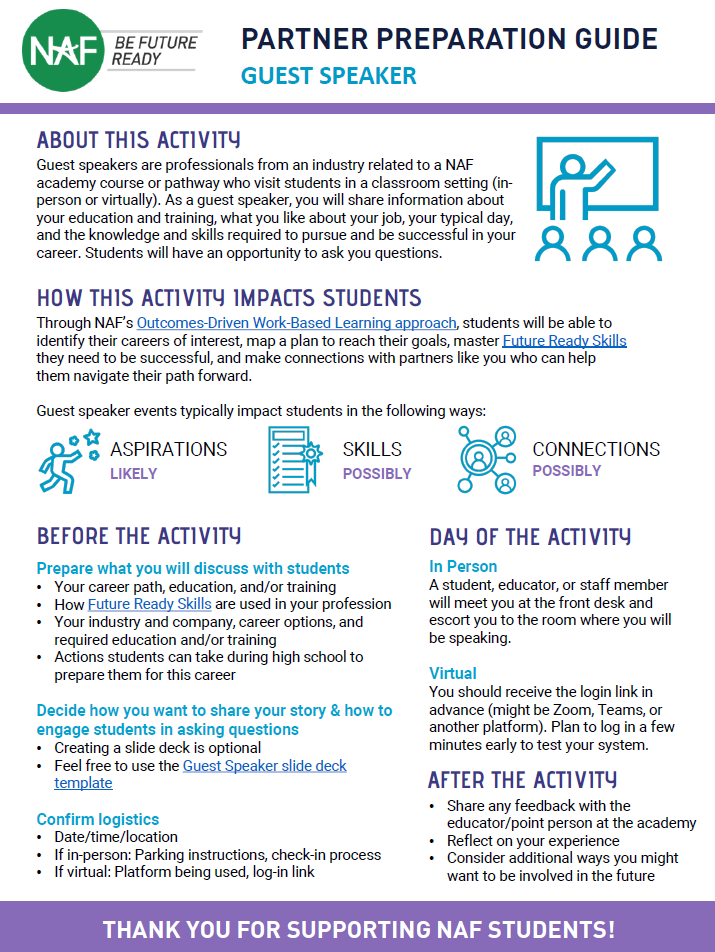 NAF
BE FUTURE
READY
PARTNER PREPARATION GUIDE
GUEST SPEAKER
ABOUT THIS ACTIVITY
Guest speakers are professionals from an industry related to a NAF
academy course or pathway who visit students in a classroom setting (in-
person or virtually). As a guest speaker, you will share information about
your education and training, what you like about your job, your typical day,
and the knowledge and skills required to pursue and be successful in your
career. Students will have an opportunity to ask you questions.
HOW THIS ACTIVITY IMPACTS STUDENTS
Through NAF's Outcomes-Driven Work-Based Learning approach, students will be able to
identify their careers of interest, map a plan to reach their goals, master Future Ready Skills
they need to be successful, and make connections with partners like you who can help
them navigate their path forward.
Guest speaker events typically impact students in the following ways:
ASPIRATIONS
LIKELY
SKILLS
POSSIBLY
CONNECTIONS
POSSIBLY
BEFORE THE ACTIVITY
Prepare what you will discuss with students
• Your career path, education, and/or training
• How Future Ready Skills are used in your profession
• Your industry and company, career options, and
required education and/or training
• Actions students can take during high school to
prepare them for this career
Decide how you want to share your story & how to
engage students in asking questions
• Creating a slide deck is optional
• Feel free to use the Guest Speaker slide deck
template
Confirm logistics
• Date/time/location
• If in-person: Parking instructions, check-in process
• If virtual: Platform being used, log-in link
DAY OF THE ACTIVITY
In Person
A student, educator, or staff member
will meet you at the front desk and
escort you to the room where you will
be speaking.
Virtual
You should receive the login link in
advance (might be Zoom, Teams, or
another platform). Plan to log in a few
minutes early to test your system.
AFTER THE ACTIVITY
• Share any feedback with the
educator/point person at the academy
• Reflect on your experience
• Consider additional ways you might
want to be involved in the future
THANK YOU FOR SUPPORTING NAF STUDENTS!